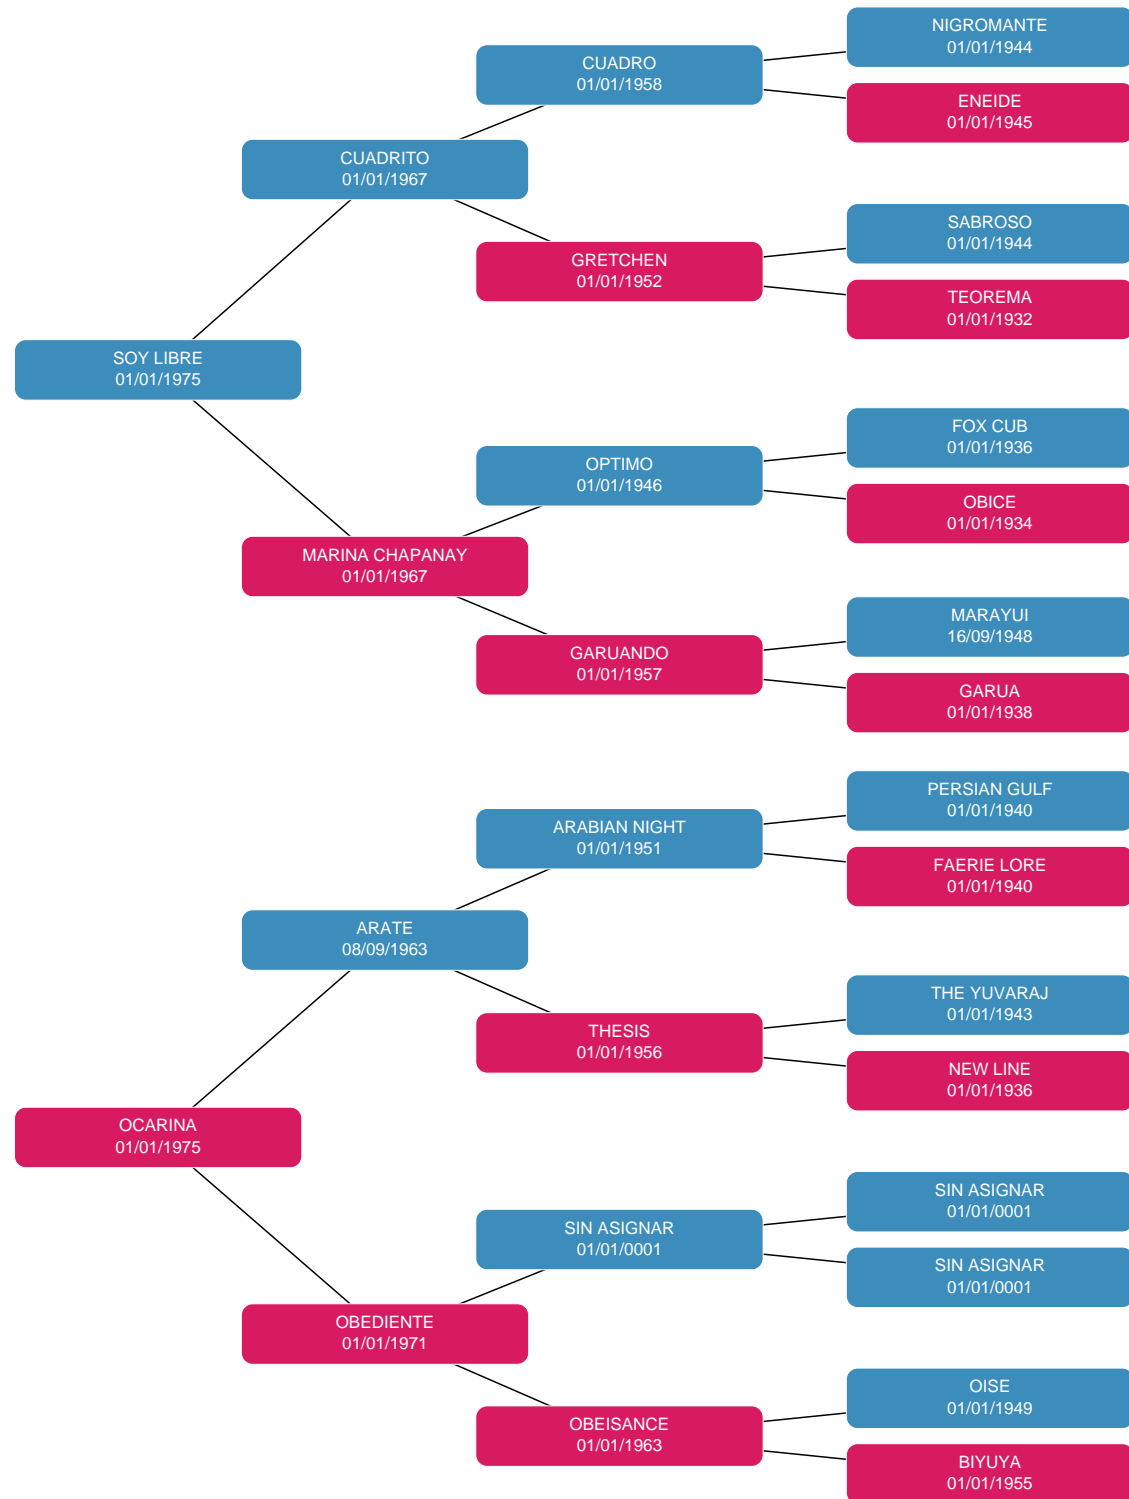 NIGROMANTE
01/01/1944
CUADRO
01/01/1958
ENEIDE
01/01/1945
CUADRITO
01/01/1967
SABROSO
01/01/1944
GRETCHEN
01/01/1952
TEOREMA
01/01/1932
SOY LIBRE
01/01/1975
FOX CUB
01/01/1936
OPTIMO
01/01/1946
OBICE
01/01/1934
MARINA CHAPANAY
01/01/1967
MARAYUI
16/09/1948
GARUANDO
01/01/1957
GARUA
01/01/1938
PERSIAN GULF
01/01/1940
ARABIAN NIGHT
01/01/1951
FAERIE LORE
01/01/1940
ARATE
08/09/1963
THE YUVARAJ
01/01/1943
THESIS
01/01/1956
NEW LINE
01/01/1936
OCARINA
01/01/1975
SIN ASIGNAR
01/01/0001
SIN ASIGNAR
01/01/0001
SIN ASIGNAR
01/01/0001
OBEDIENTE
01/01/1971
OISE
01/01/1949
OBEISANCE
01/01/1963
BIYUYA
01/01/1955